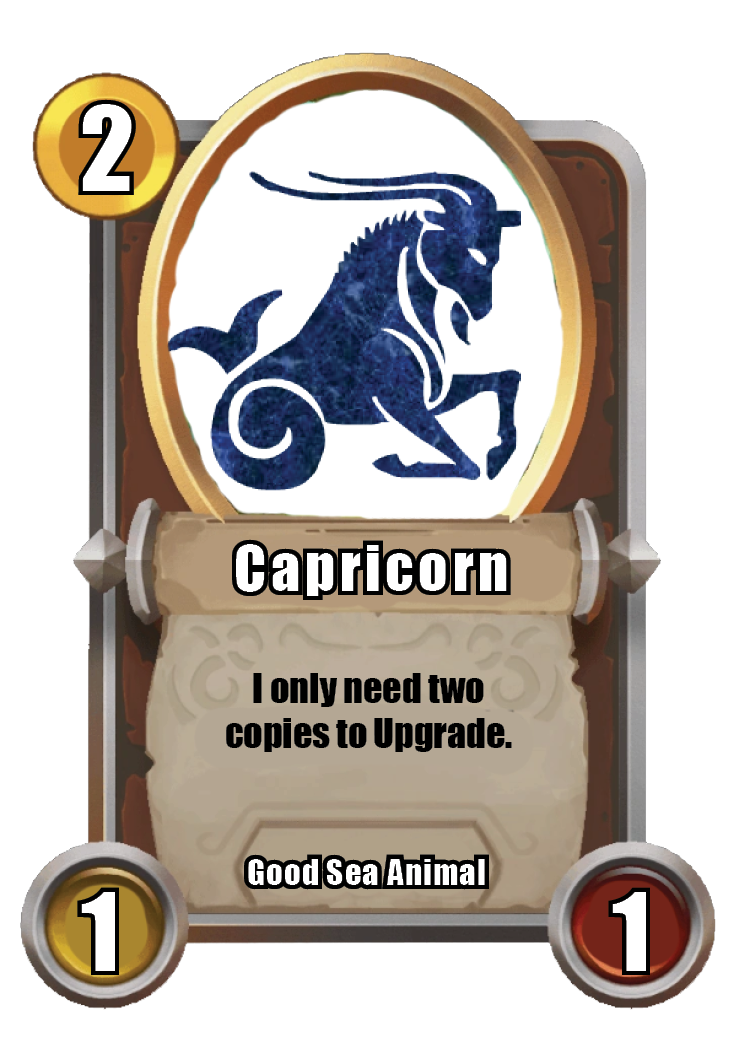 2
Capricorn
I only need two
copies to Upgrade.
Good Sea Animal
1
1